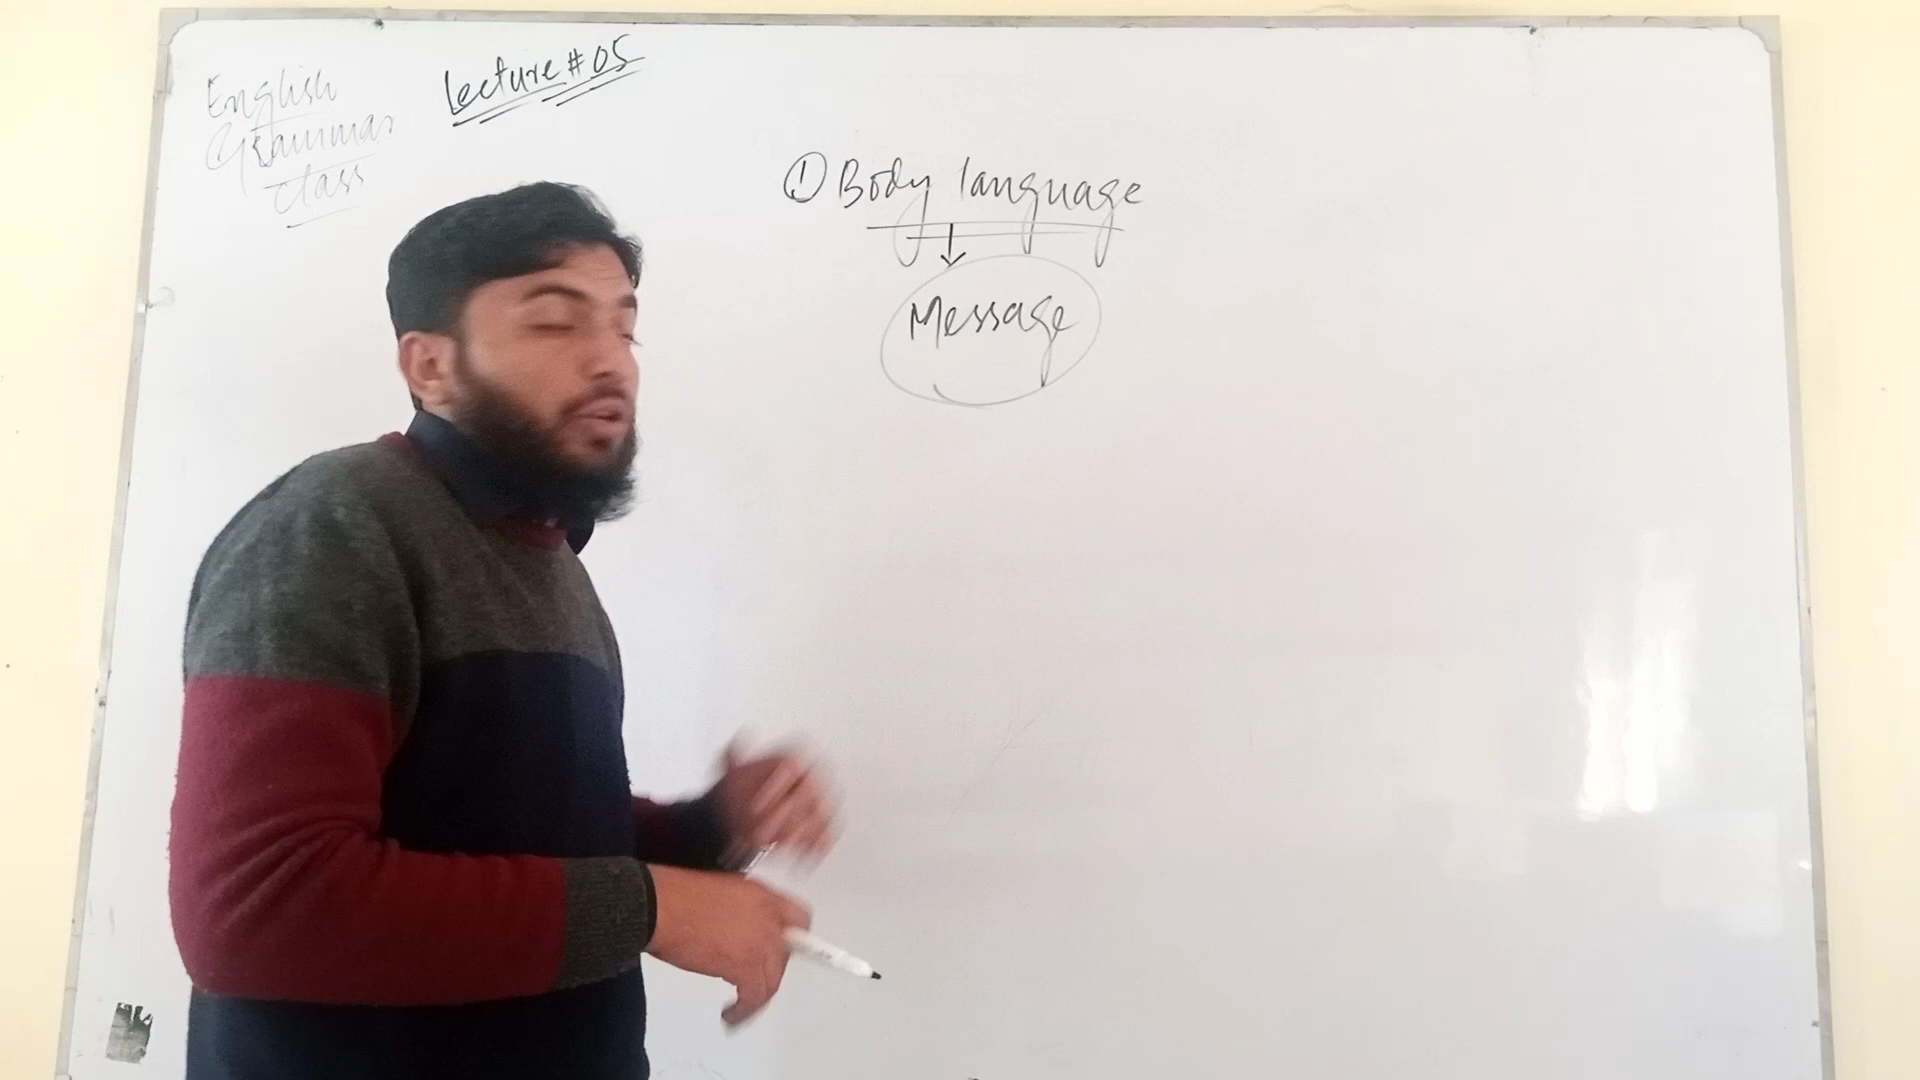 English
Grammar
class
Lecture # 05
① Body language
↓
Message